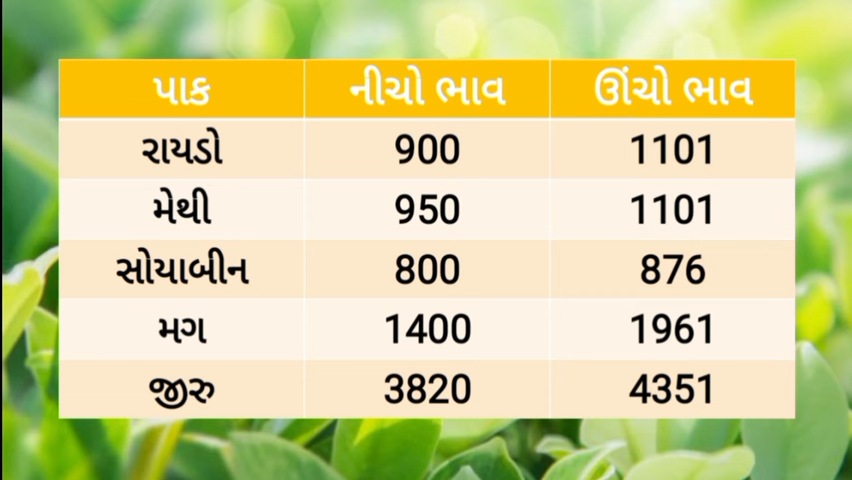 પાક નીચો ભાવ ઊંચો ભાવ
રાયડો 900 1101
મેથી 950 1101
સોયાબીન 800 876
મગ 1400 1961
જીરુ 3820 4351